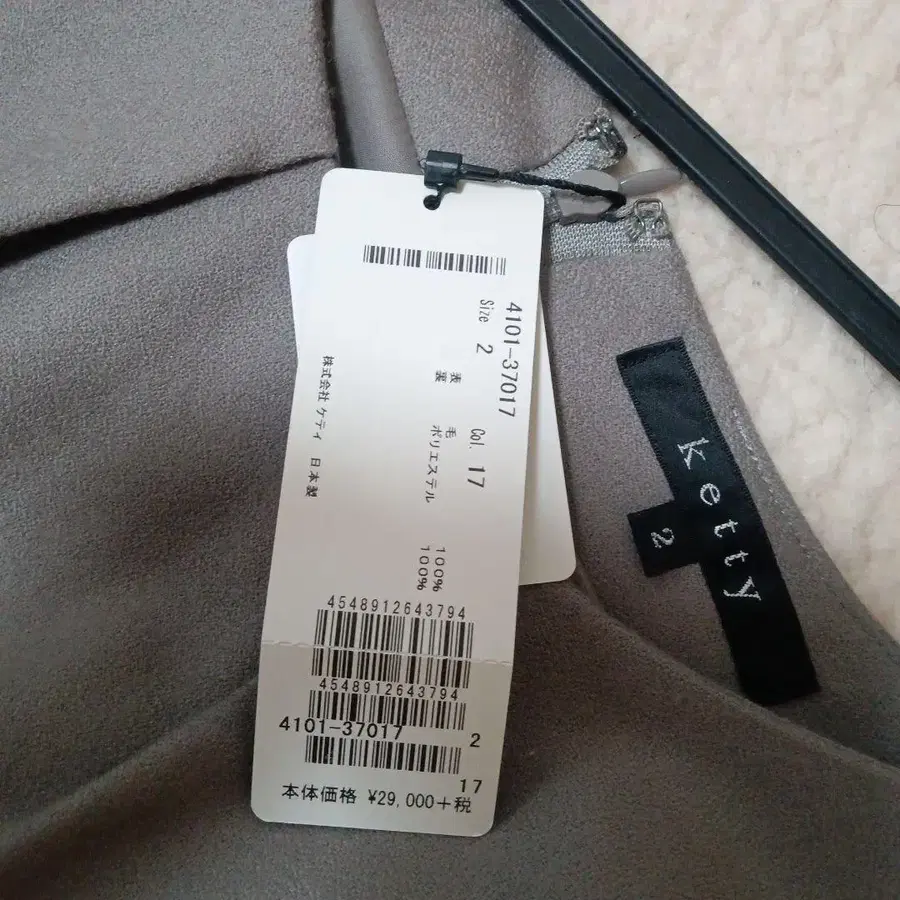 4101-37017
Size 2 Col. 17
表 毛 100%
裏 ポリエステル 100%
株式会社 ケティ 日本製
4548912643794
4548912643794
4101-37017
2
17
本体価格 ¥29,000+税
ketty
2